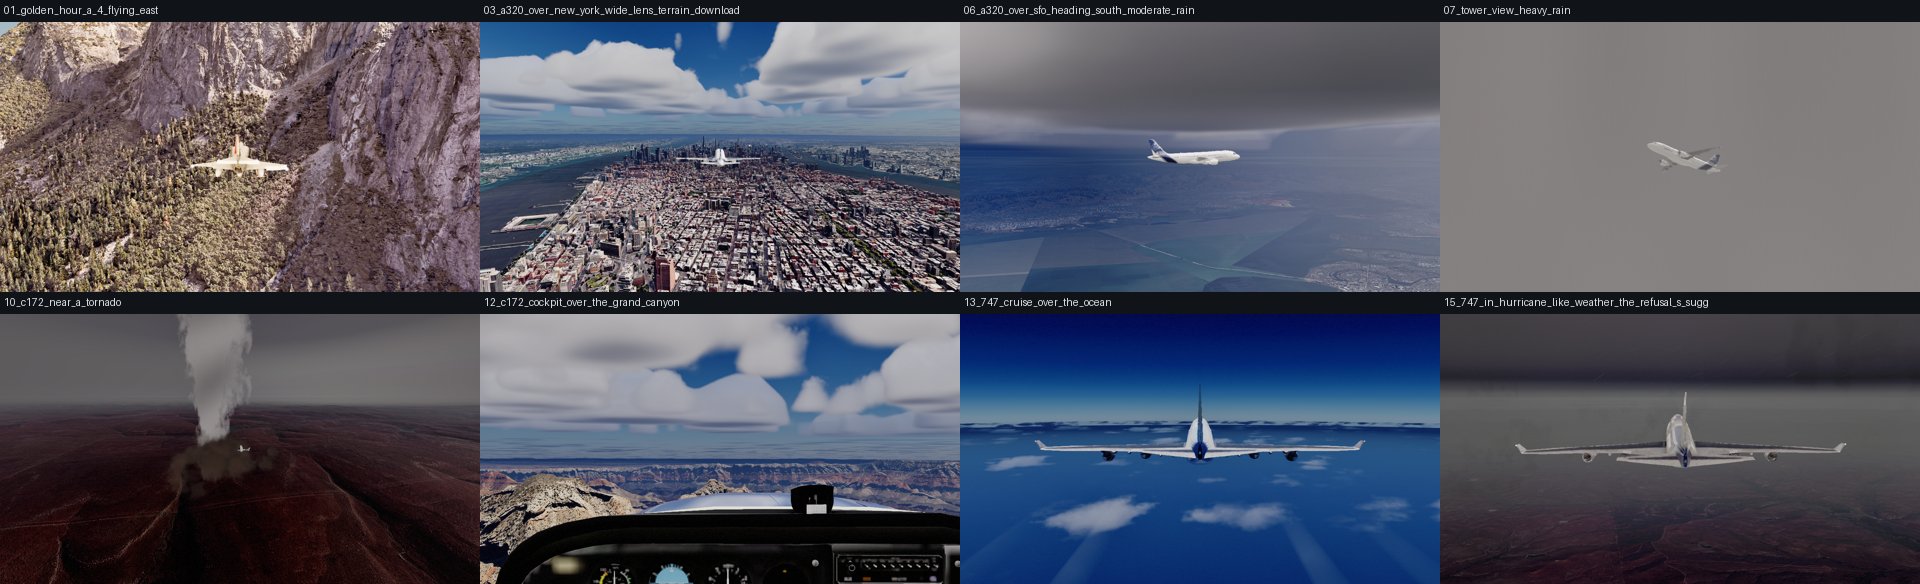 01_golden_hour_a_4_flying_east
03_a320_over_new_york_wide_lens_terrain_download
06_a320_over_sfo_heading_south_moderate_rain
07_tower_view_heavy_rain
10_c172_near_a_tornado
12_c172_cockpit_over_the_grand_canyon
13_747_cruise_over_the_ocean
15_747_in_hurricane_like_weather_the_refusal_s_sugg